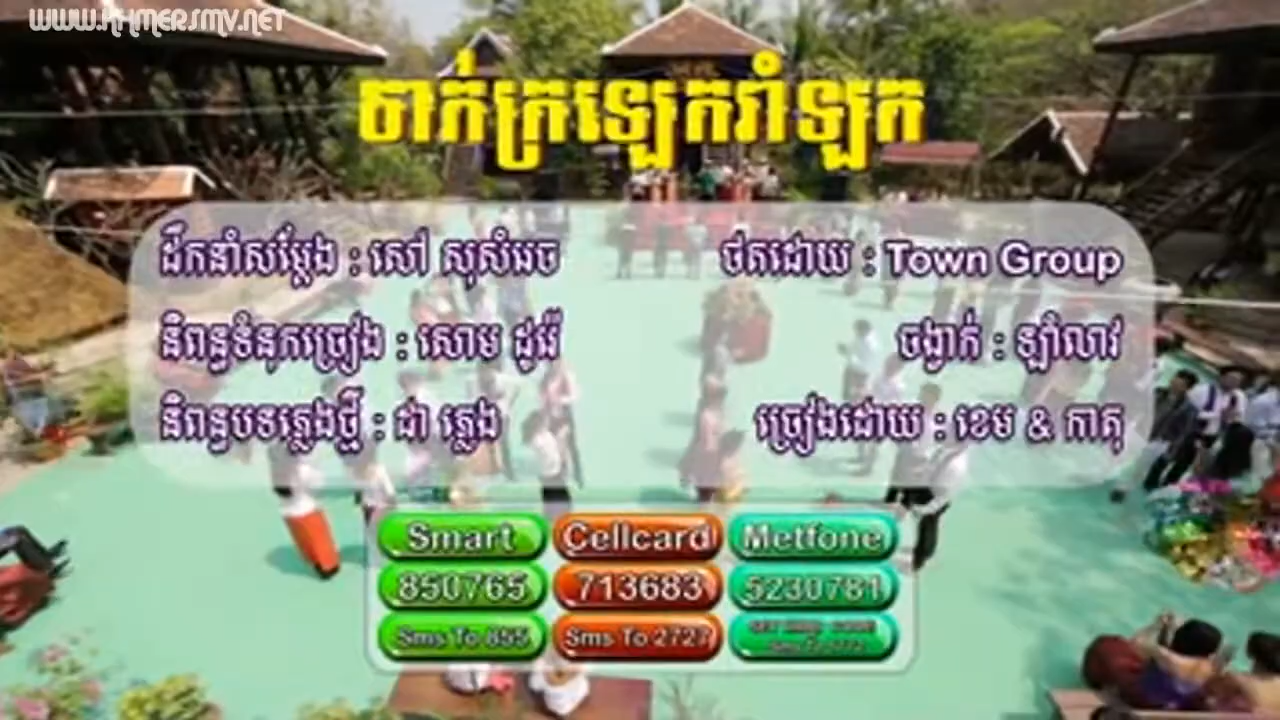 WWW.KHMERSMV.NET
ចាក់ក្រឡេករាំឡក
ដឹកនាំសម្ដែង : សៅ សុសំរេច
ថតដោយ : Town Group
និពន្ធទំនុកច្រៀង : សោម ដូរ៉េ
ចង្វាក់ : ឡាំលាវ
និពន្ធបទភ្លេងថ្មី : ដា ភ្លេង
ច្រៀងដោយ : ខេម & កាតុ
Smart Cellcard Metfone
850765 713683 5230781
Sms To 855 Sms To 2727